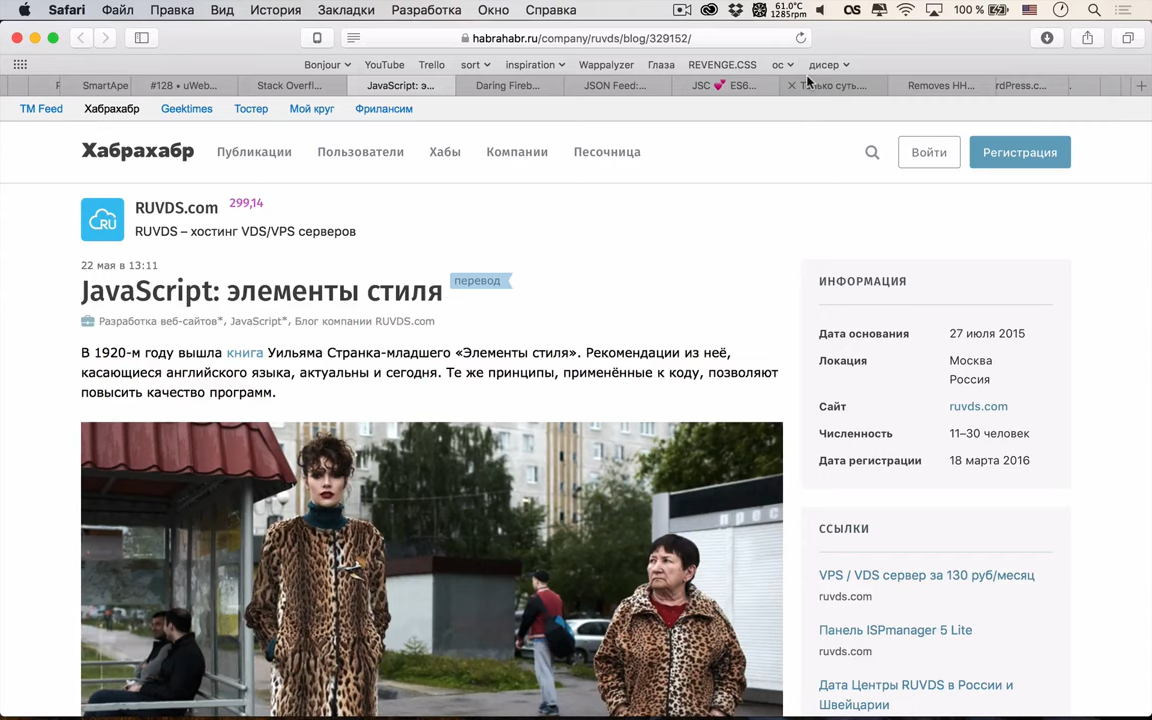 Safari Файл Правка Вид История Закладки Разработка Окно Справка 61.0°C 1285rpm 100 %
habrahabr.ru/company/ruvds/blog/329152/
Bonjour YouTube Trello sort inspiration Wappalyzer Глаза REVENGE.CSS ос дисер
SmartApe #128 • uWeb... Stack Overfl... JavaScript: э... Daring Fireb... JSON Feed:... JSC 💕 ES6... Только суть.... Removes HH... rdPress.c...
TM Feed Хабрахабр Geektimes Тостер Мой круг Фрилансим
Хабрахабр Публикации Пользователи Хабы Компании Песочница Войти Регистрация
RU
RUVDS.com 299,14
RUVDS – хостинг VDS/VPS серверов
22 мая в 13:11
JavaScript: элементы стиля перевод
Разработка веб-сайтов*, JavaScript*, Блог компании RUVDS.com
В 1920-м году вышла книга Уильяма Странка-младшего «Элементы стиля». Рекомендации из неё,
касающиеся английского языка, актуальны и сегодня. Те же принципы, применённые к коду, позволяют
повысить качество программ.
ИНФОРМАЦИЯ
Дата основания 27 июля 2015
Локация Москва
Россия
Сайт ruvds.com
Численность 11–30 человек
Дата регистрации 18 марта 2016
ССЫЛКИ
VPS / VDS сервер за 130 руб/месяц
ruvds.com
Панель ISPmanager 5 Lite
ruvds.com
Дата Центры RUVDS в России и
Швейцарии